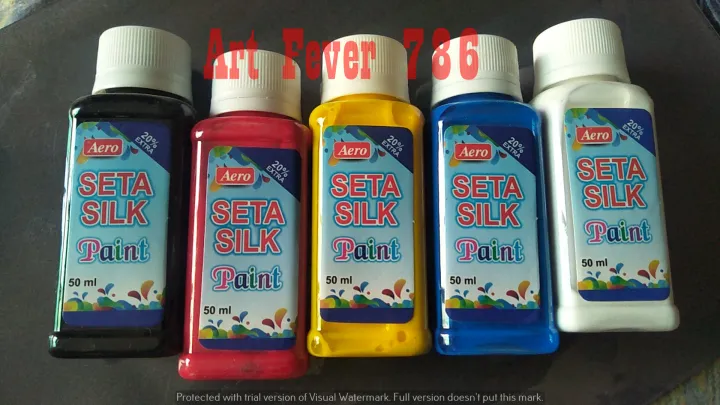 Art Fever 786
Aero
20%
EXTRA
SETA
SILK
Paint
50 ml
Aero
20%
EXTRA
SETA
SILK
Paint
50 ml
Aero
20%
EXTRA
SETA
SILK
Paint
50 ml
Aero
20%
EXTRA
SETA
SILK
Paint
50 ml
Aero
20%
EXTRA
SETA
SILK
Paint
50 ml
Protected with trial version of Visual Watermark. Full version doesn't put this mark.